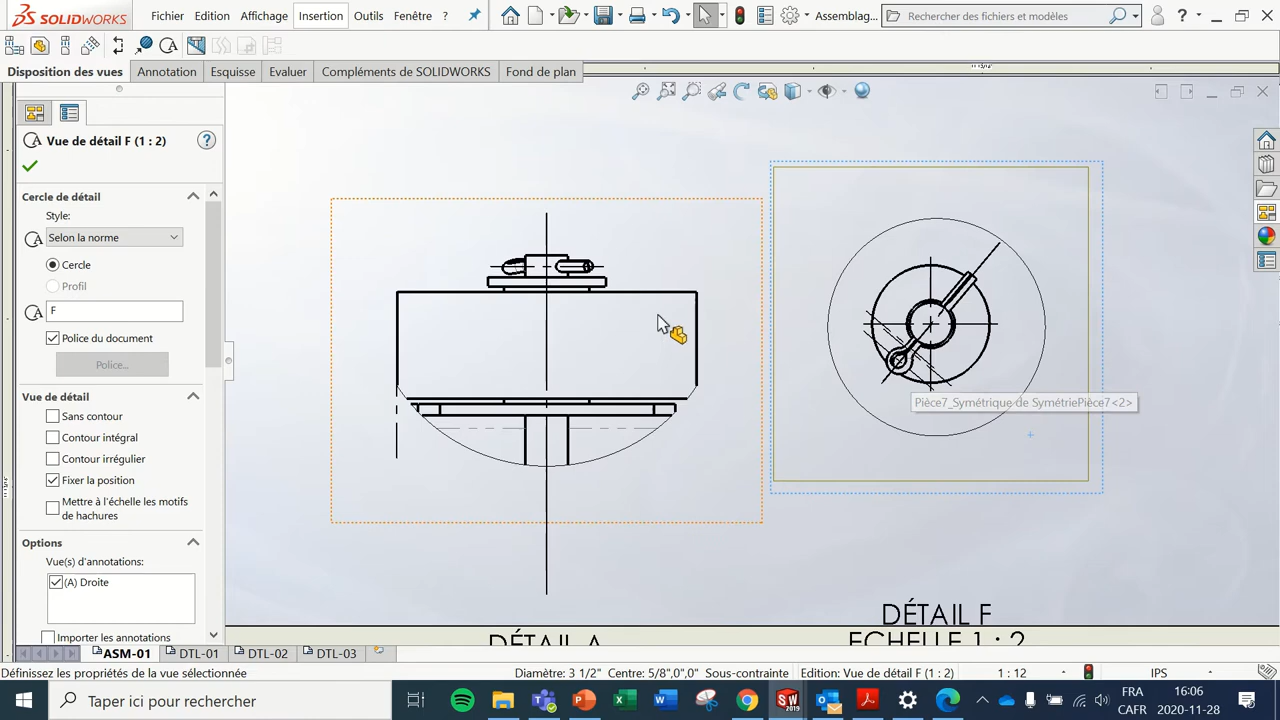 SOLIDWORKS Fichier Edition Affichage Insertion Outils Fenêtre ? Assemblag... Rechercher des fichiers et modèles ?
Disposition des vues Annotation Esquisse Evaluer Compléments de SOLIDWORKS Fond de plan
Vue de détail F (1 : 2) ?
Cercle de détail
Style:
Selon la norme
Cercle
Profil
F
Police du document
Police...
Vue de détail
Sans contour
Contour intégral
Contour irrégulier
Fixer la position
Mettre à l'échelle les motifs
de hachures
Options
Vue(s) d'annotations:
(A) Droite
Importer les annotations
Pièce7_Symétrique de SymétriePièce7<2>
DÉTAIL A
DÉTAIL F
ECHELLE 1 : 2
ASM-01 DTL-01 DTL-02 DTL-03
Définissez les propriétés de la vue sélectionnée Diamètre: 3 1/2" Centre: 5/8",0",0" Sous-contrainte Edition: Vue de détail F (1 : 2) 1 : 12 IPS
Taper ici pour rechercher
FRA
CAFR
16:06
2020-11-28